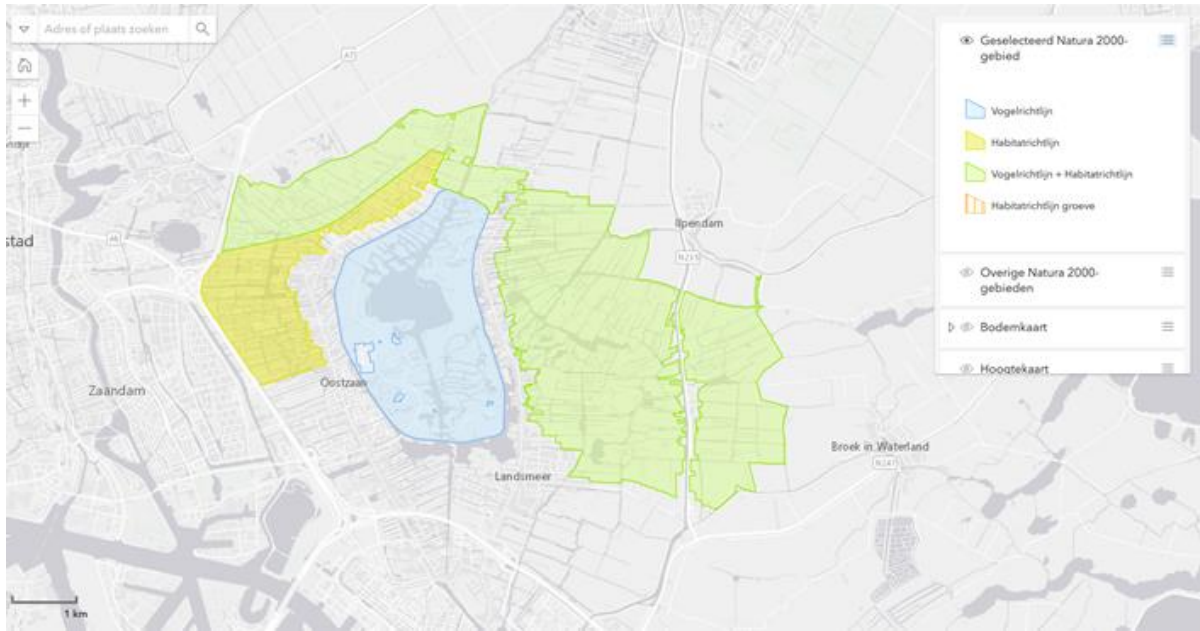 Adres of plaats zoeken
A7
Geselecteerd Natura 2000-
gebied
Vogelrichtlijn
Habitatrichtlijn
Vogelrichtlijn + Habitatrichtlijn
Habitatrichtlijn groeve
Overige Natura 2000-
gebieden
Bodemkaart
Hoogtekaart
Ilpendam
N235
stad
A8
Zaandam
Oostzaan
Landsmeer
Broek in Waterland
N247
1 km